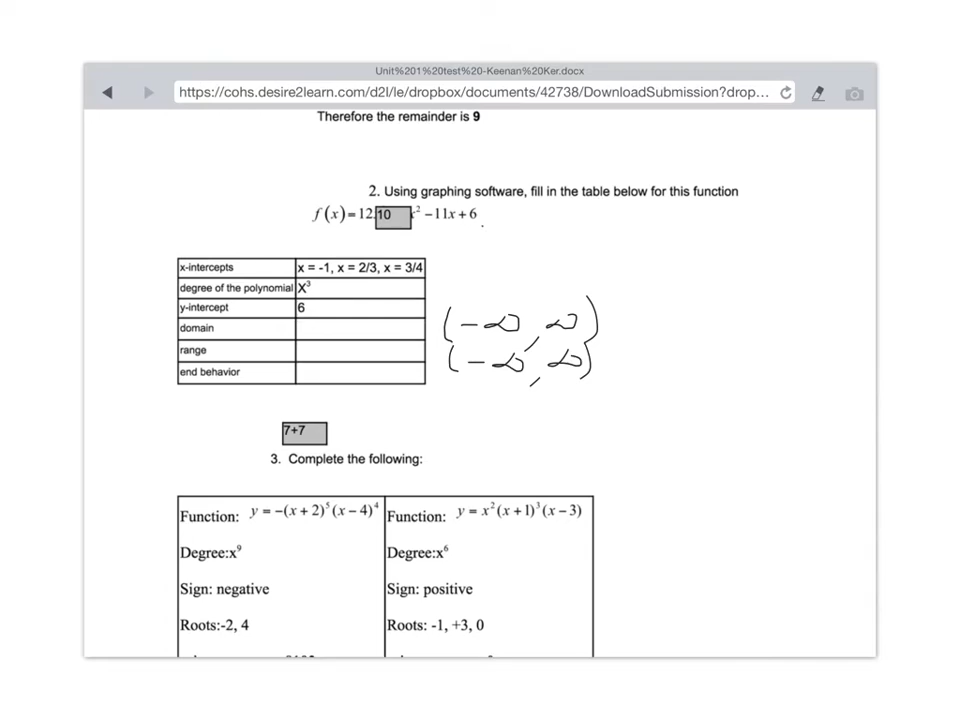 Unit%201%20test%20-Keenan%20Ker.docx
https://cohs.desire2learn.com/d2l/le/dropbox/documents/42738/DownloadSubmission?drop...
Therefore the remainder is 9
2. Using graphing software, fill in the table below for this function
f(x) = 12 10 x² − 11x + 6 .
x-intercepts x = -1, x = 2/3, x = 3/4
degree of the polynomial X³
y-intercept 6
domain
(-∞, ∞)
range
(-∞, ∞)
end behavior
7+7
3. Complete the following:
Function: y = −(x + 2)⁵(x − 4)⁴ Function: y = x²(x + 1)³(x − 3)
Degree:x⁹ Degree:x⁶
Sign: negative Sign: positive
Roots:-2, 4 Roots: -1, +3, 0